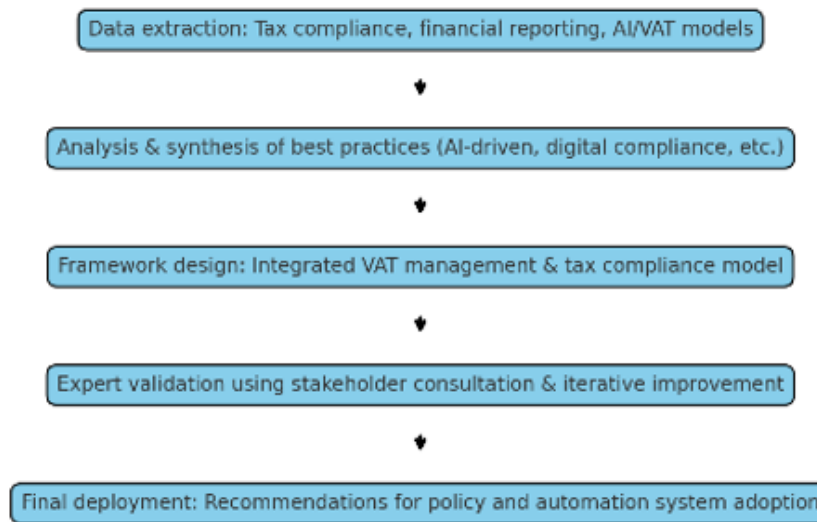 Data extraction: Tax compliance, financial reporting, AI/VAT models
Analysis & synthesis of best practices (AI-driven, digital compliance, etc.)
Framework design: Integrated VAT management & tax compliance model
Expert validation using stakeholder consultation & iterative improvement
Final deployment: Recommendations for policy and automation system adoption